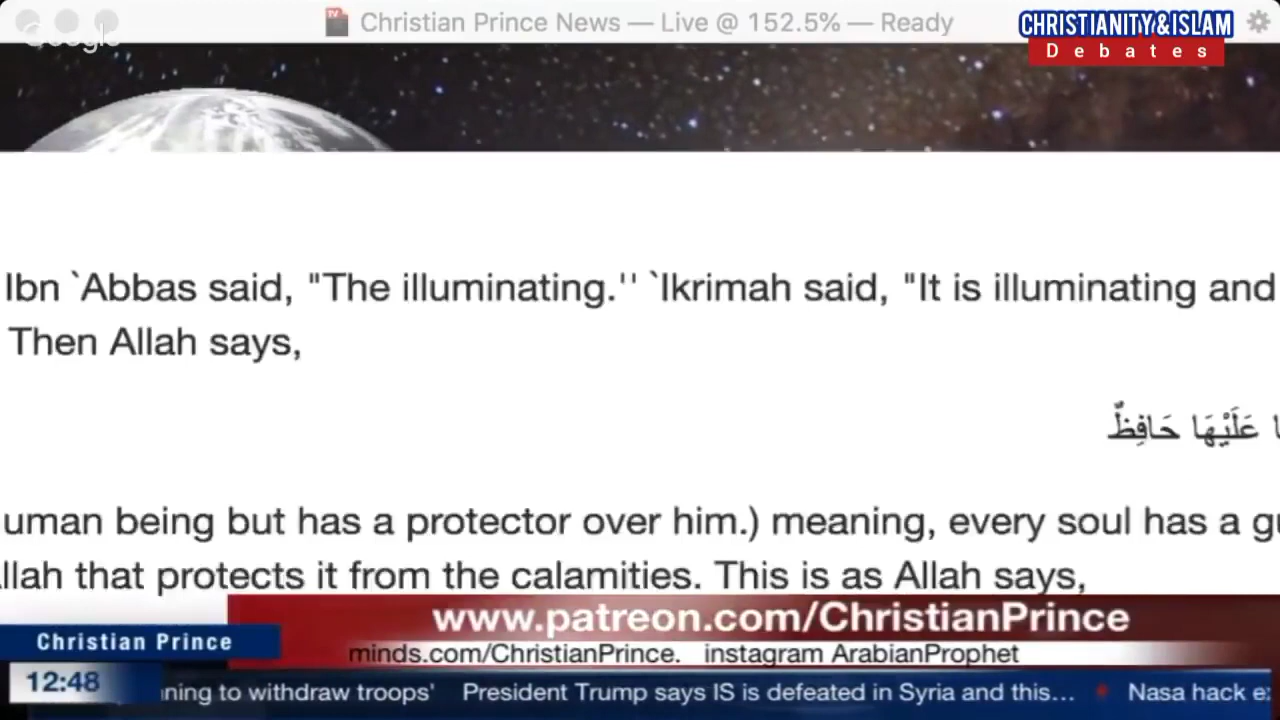 Christian Prince News — Live @ 152.5% — Ready
Google
CHRISTIANITY & ISLAM
Debates
Ibn `Abbas said, "The illuminating.'' `Ikrimah said, "It is illuminating and
Then Allah says,
عَلَيْهَا حَافِظٌ
uman being but has a protector over him.) meaning, every soul has a gu
llah that protects it from the calamities. This is as Allah says,
www.patreon.com/ChristianPrince
Christian Prince
minds.com/ChristianPrince. instagram ArabianProphet
12:48
ning to withdraw troops' President Trump says IS is defeated in Syria and this... Nasa hack ex